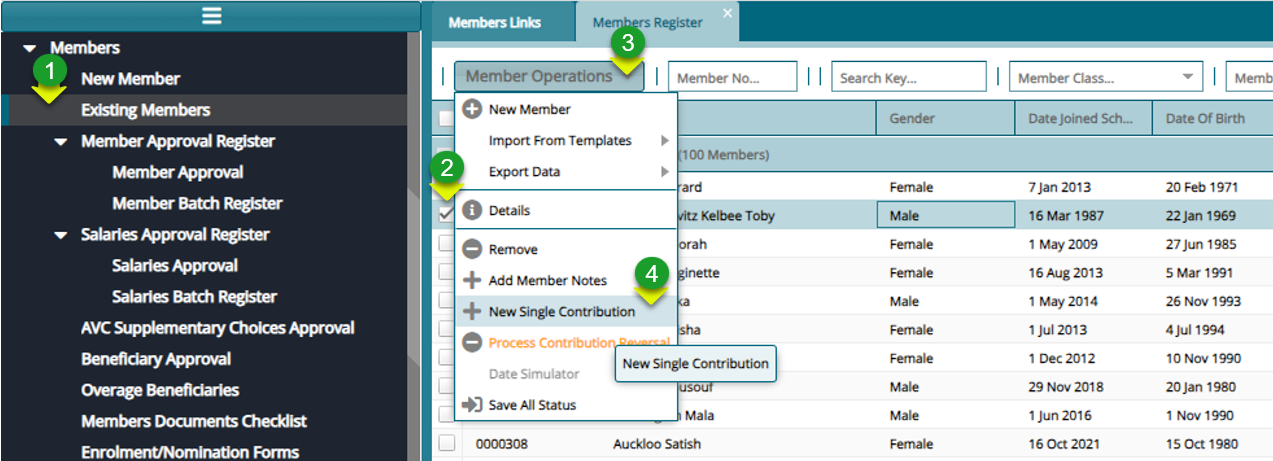 Members Links
Members Register
Members
New Member
Existing Members
Member Approval Register
Member Approval
Member Batch Register
Salaries Approval Register
Salaries Approval
Salaries Batch Register
AVC Supplementary Choices Approval
Beneficiary Approval
Overage Beneficiaries
Members Documents Checklist
Enrolment/Nomination Forms
1
2
3
4
Member Operations
Member No...
Search Key...
Member Class...
Memb
New Member
Import From Templates
Export Data
Details
Remove
Add Member Notes
New Single Contribution
Process Contribution Reversal
Date Simulator
Save All Status
New Single Contribution
Gender Date Joined Sch... Date Of Birth
(100 Members)
rard Female 7 Jan 2013 20 Feb 1971
vitz Kelbee Toby Male 16 Mar 1987 22 Jan 1969
orah Female 1 May 2009 27 Jun 1985
ginette Female 16 Aug 2013 5 Mar 1991
ka Male 1 May 2014 26 Nov 1993
sha Female 1 Jul 2013 4 Jul 1994
Female 1 Dec 2012 10 Nov 1990
usouf Male 29 Nov 2018 20 Jan 1980
n Mala Male 1 Jun 2016 1 Nov 1990
0000308 Auckloo Satish Female 16 Oct 2021 15 Oct 1980